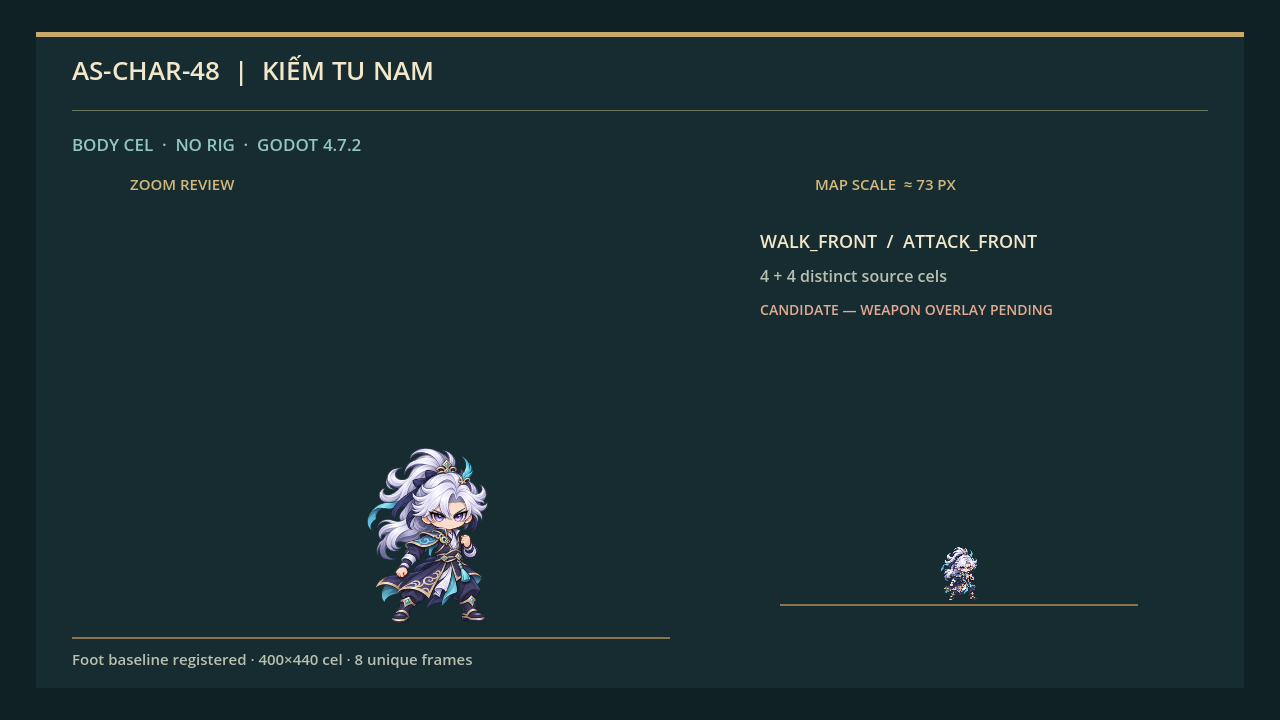 AS-CHAR-48 | KIẾM TU NAM
BODY CEL · NO RIG · GODOT 4.7.2
ZOOM REVIEW
MAP SCALE ≈ 73 PX
WALK_FRONT / ATTACK_FRONT
4 + 4 distinct source cels
CANDIDATE — WEAPON OVERLAY PENDING
Foot baseline registered · 400×440 cel · 8 unique frames